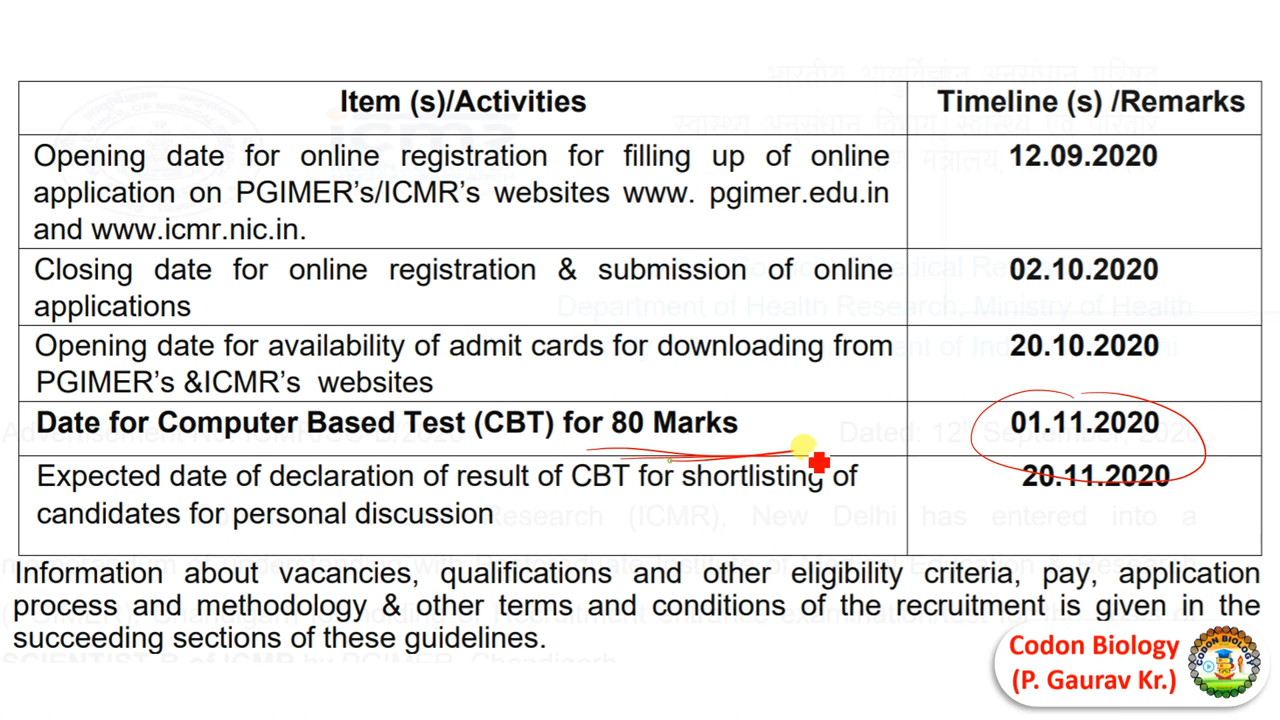 Item (s)/Activities
Timeline (s) /Remarks
Opening date for online registration for filling up of online
application on PGIMER’s/ICMR’s websites www. pgimer.edu.in
and www.icmr.nic.in.
12.09.2020
Closing date for online registration & submission of online
applications
02.10.2020
Opening date for availability of admit cards for downloading from
PGIMER’s &ICMR’s websites
20.10.2020
Date for Computer Based Test (CBT) for 80 Marks
01.11.2020
Expected date of declaration of result of CBT for shortlisting of
candidates for personal discussion
20.11.2020
Information about vacancies, qualifications and other eligibility criteria, pay, application
process and methodology & other terms and conditions of the recruitment is given in the
succeeding sections of these guidelines.
Codon Biology
(P. Gaurav Kr.)
CODON BIOLOGY